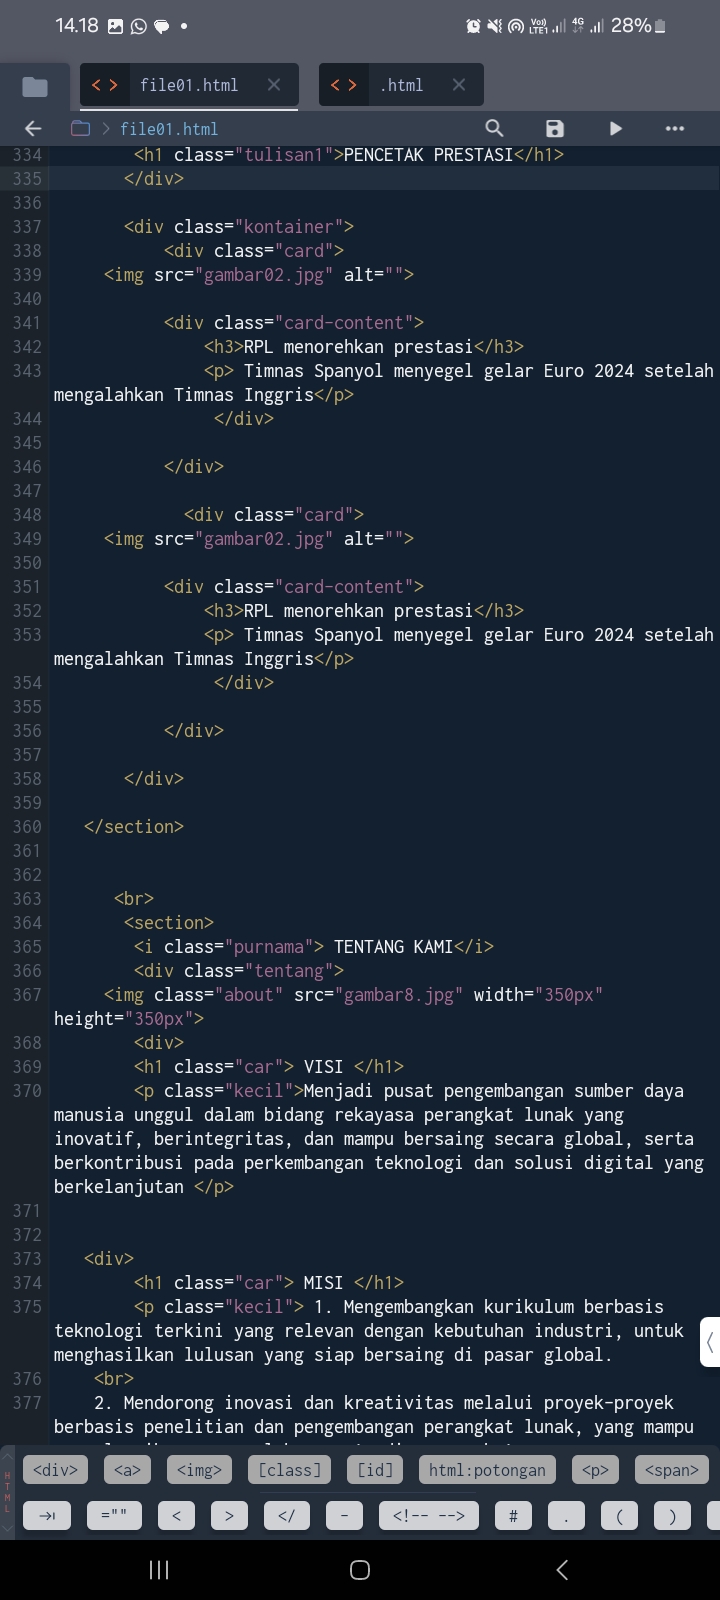 14.18
Vo)) LTE1 4G 28%
file01.html
.html
file01.html
334 <h1 class="tulisan1">PENCETAK PRESTASI</h1>
335 </div>
336
337 <div class="kontainer">
338 <div class="card">
339 <img src="gambar02.jpg" alt="">
340
341 <div class="card-content">
342 <h3>RPL menorehkan prestasi</h3>
343 <p> Timnas Spanyol menyegel gelar Euro 2024 setelah
mengalahkan Timnas Inggris</p>
344 </div>
345
346 </div>
347
348 <div class="card">
349 <img src="gambar02.jpg" alt="">
350
351 <div class="card-content">
352 <h3>RPL menorehkan prestasi</h3>
353 <p> Timnas Spanyol menyegel gelar Euro 2024 setelah
mengalahkan Timnas Inggris</p>
354 </div>
355
356 </div>
357
358 </div>
359
360 </section>
361
362
363 <br>
364 <section>
365 <i class="purnama"> TENTANG KAMI</i>
366 <div class="tentang">
367 <img class="about" src="gambar8.jpg" width="350px"
height="350px">
368 <div>
369 <h1 class="car"> VISI </h1>
370 <p class="kecil">Menjadi pusat pengembangan sumber daya
manusia unggul dalam bidang rekayasa perangkat lunak yang
inovatif, berintegritas, dan mampu bersaing secara global, serta
berkontribusi pada perkembangan teknologi dan solusi digital yang
berkelanjutan </p>
371
372
373 <div>
374 <h1 class="car"> MISI </h1>
375 <p class="kecil"> 1. Mengembangkan kurikulum berbasis
teknologi terkini yang relevan dengan kebutuhan industri, untuk
menghasilkan lulusan yang siap bersaing di pasar global.
376 <br>
377 2. Mendorong inovasi dan kreativitas melalui proyek-proyek
berbasis penelitian dan pengembangan perangkat lunak, yang mampu
HTML
<div> <a> <img> [class] [id] html:potongan <p> <span>
="" < > </ - <!-- --> # . ( )